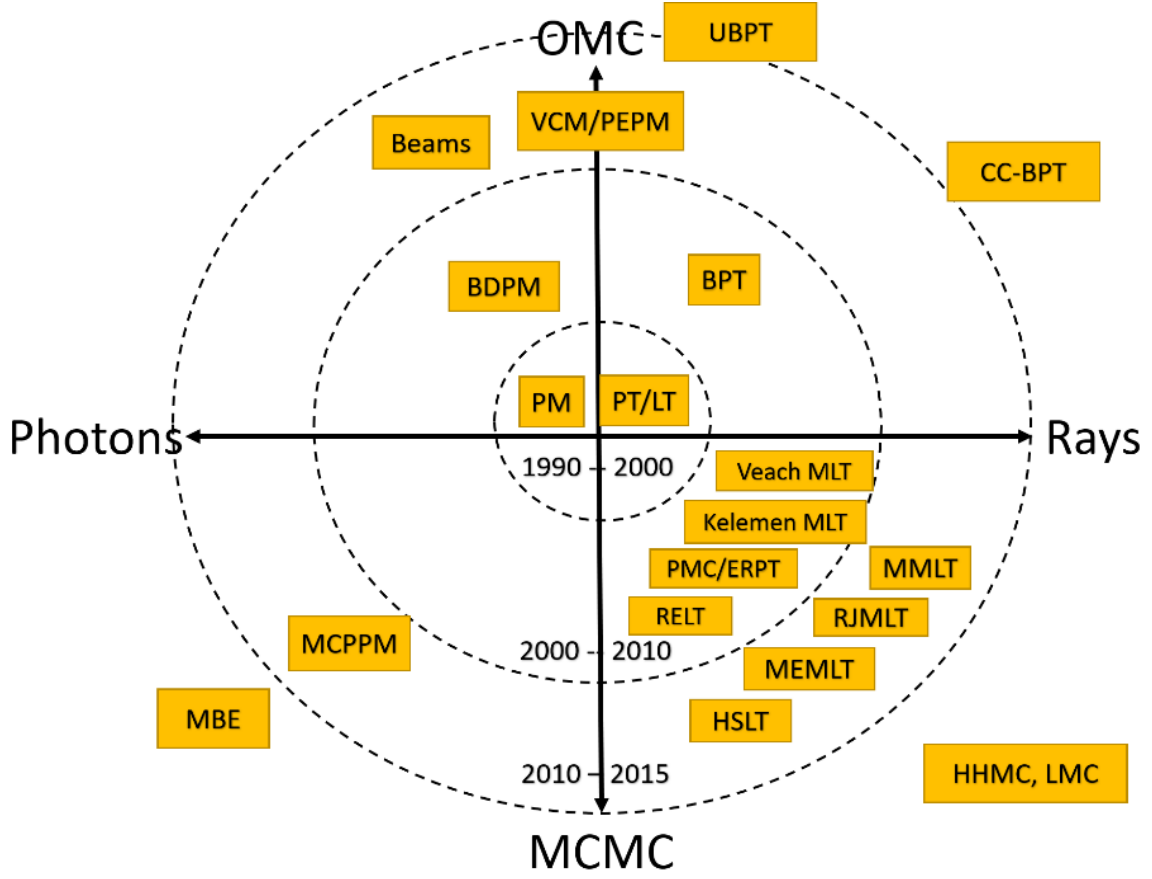 UBPT
OMC
VCM/PEPM
Beams
CC-BPT
BDPM
BPT
PM
PT/LT
Photons
Rays
1990 – 2000
Veach MLT
Kelemen MLT
PMC/ERPT
MMLT
RELT
RJMLT
MCPPM
2000 - 2010
MEMLT
MBE
HSLT
2010 – 2015
HHMC, LMC
MCMC